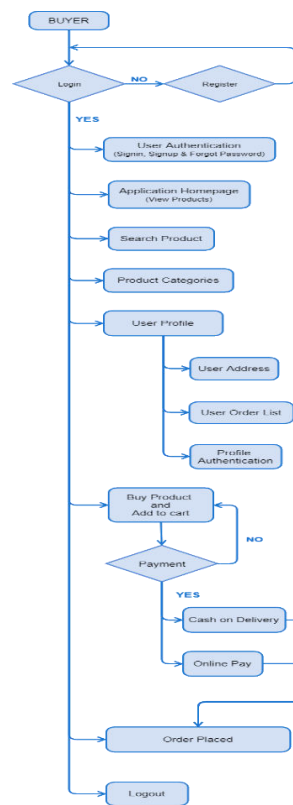 BUYER
Login
NO
Register
YES
User Authentication
(Signin, Signup & Forgot Password)
Application Homepage
(View Products)
Search Product
Product Categories
User Profile
User Address
User Order List
Profile
Authentication
Buy Product
and
Add to cart
NO
Payment
YES
Cash on Delivery
Online Pay
Order Placed
Logout